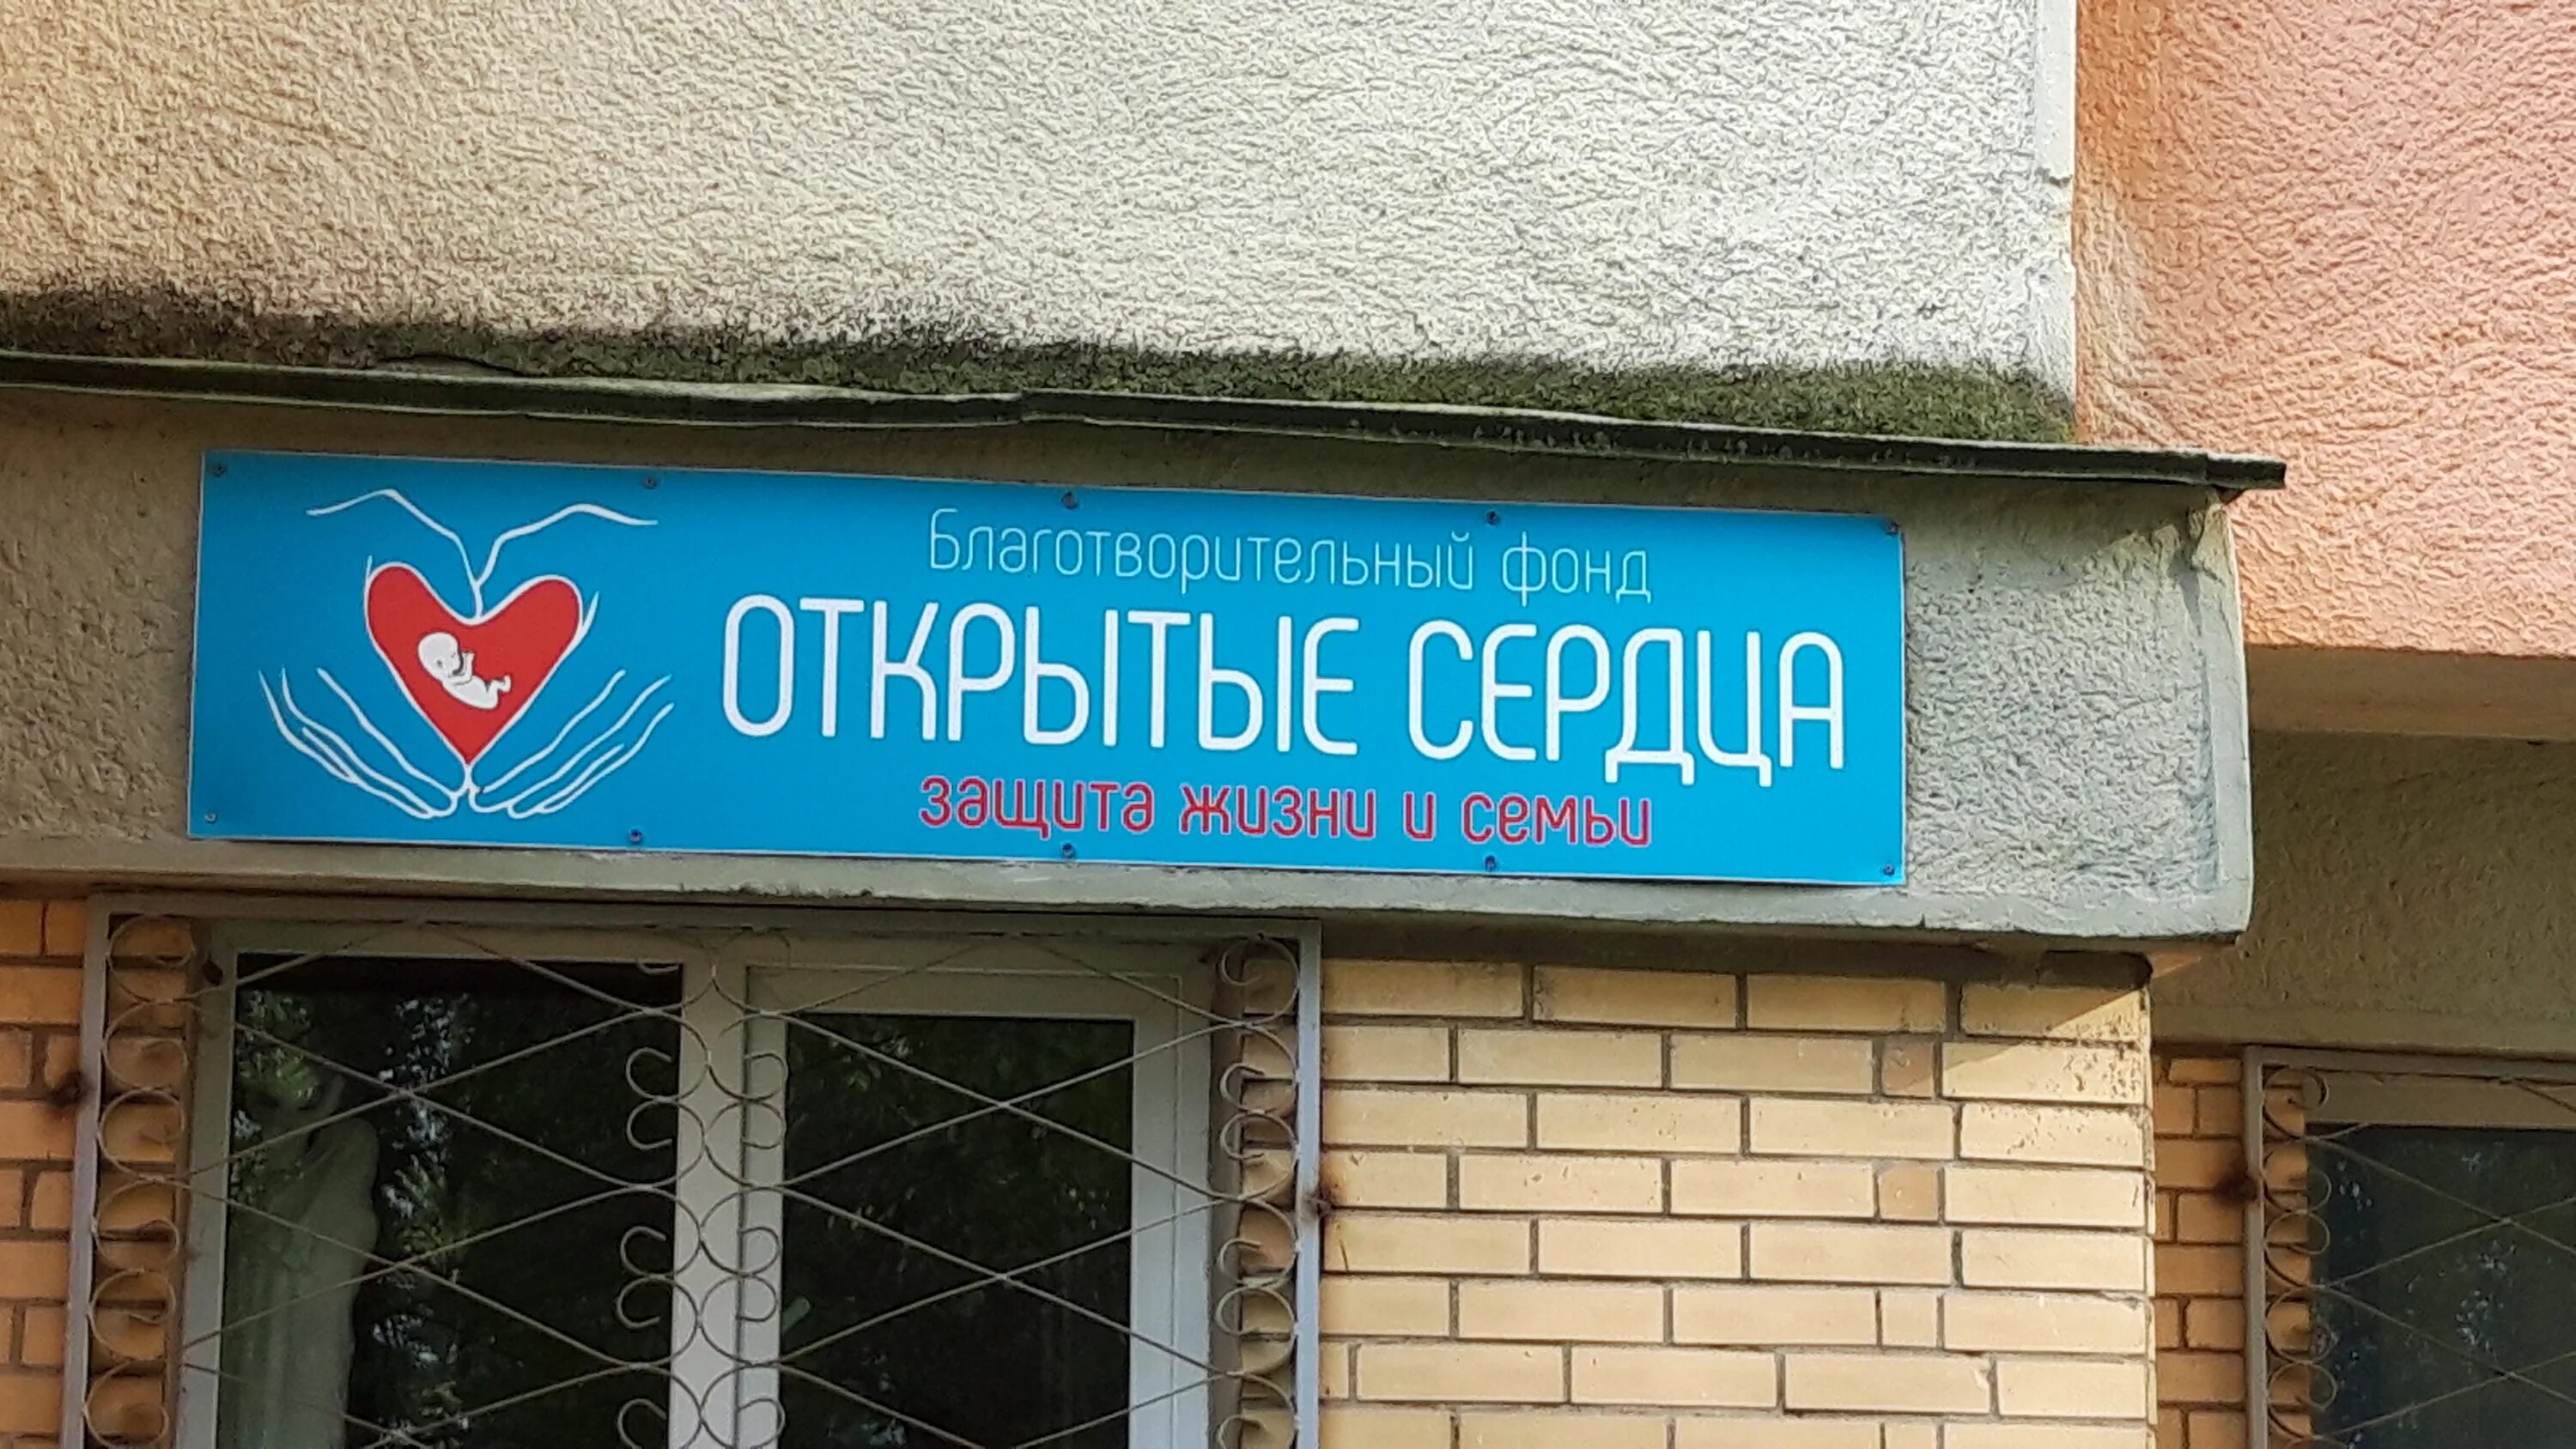 Благотворительный фонд
ОТКРЫТЫЕ СЕРДЦА
защита жизни и семьи